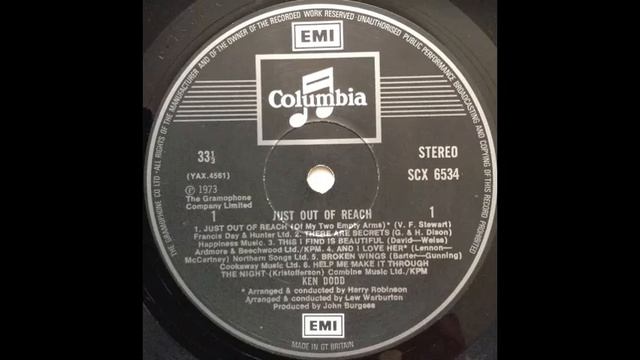 THE GRAMOPHONE CO LTD • ALL RIGHTS OF THE MANUFACTURER AND OF THE OWNER OF THE RECORDED WORK RESERVED • UNAUTHORISED PUBLIC PERFORMANCE BROADCASTING AND COPYING OF THIS RECORD PROHIBITED
EMI
Columbia
33⅓
STEREO
(YAX.4561)
SCX 6534
℗ 1973
The Gramophone
Company Limited
1 JUST OUT OF REACH 1
1. JUST OUT OF REACH (Of My Two Empty Arms)* (V. F. Stewart)
Francis Day & Hunter Ltd. 2. THERE ARE SECRETS (G. & H. Dison)
Happiness Music. 3. THIS I FIND IS BEAUTIFUL (David—Weiss)
Ardmore & Beechwood Ltd./KPM. 4. AND I LOVE HER* (Lennon—
McCartney) Northern Songs Ltd. 5. BROKEN WINGS (Barter—Gunning)
Cookaway Music Ltd. 6. HELP ME MAKE IT THROUGH
THE NIGHT (Kristofferson) Combine Music Ltd./KPM
KEN DODD
* Arranged & conducted by Harry Robinson
Arranged & conducted by Lew Warburton
Produced by John Burgess
EMI
MADE IN GT BRITAIN